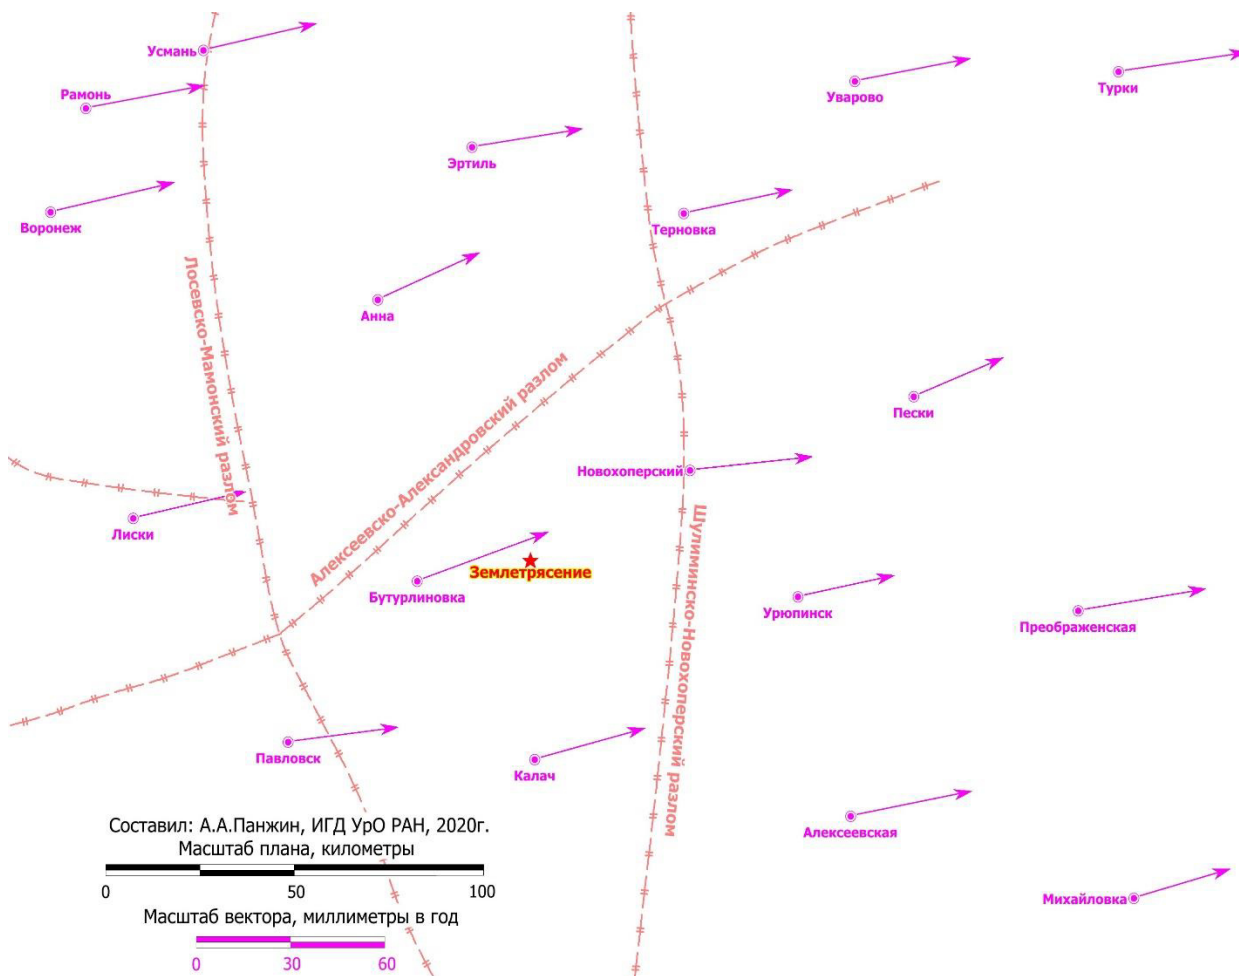 Усмань
Рамонь
Уварово
Турки
Эртиль
Воронеж
Терновка
Анна
Лосевско-Мамонский разлом
Алексеевско-Александровский разлом
Пески
Новохоперский
Лиски
Шулиминско-Новохоперский разлом
Землетрясение
Бутурлиновка
Урюпинск
Преображенская
Павловск
Калач
Составил: А.А.Панжин, ИГД УрО РАН, 2020г.
Масштаб плана, километры
0 50 100
Алексеевская
Масштаб вектора, миллиметры в год
0 30 60
Михайловка